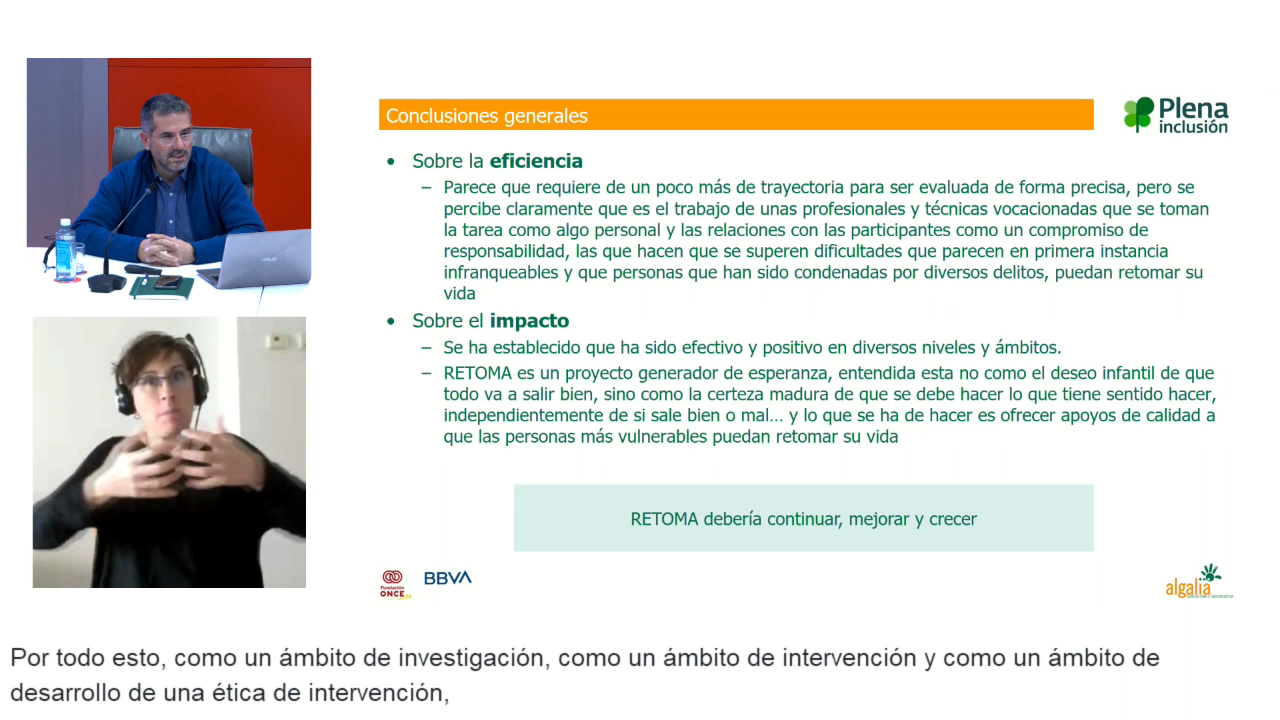 Conclusiones generales
Plena
inclusión
• Sobre la eficiencia
– Parece que requiere de un poco más de trayectoria para ser evaluada de forma precisa, pero se
percibe claramente que es el trabajo de unas profesionales y técnicas vocacionadas que se toman
la tarea como algo personal y las relaciones con las participantes como un compromiso de
responsabilidad, las que hacen que se superen dificultades que parecen en primera instancia
infranqueables y que personas que han sido condenadas por diversos delitos, puedan retomar su
vida
• Sobre el impacto
– Se ha establecido que ha sido efectivo y positivo en diversos niveles y ámbitos.
– RETOMA es un proyecto generador de esperanza, entendida esta no como el deseo infantil de que
todo va a salir bien, sino como la certeza madura de que se debe hacer lo que tiene sentido hacer,
independientemente de si sale bien o mal... y lo que se ha de hacer es ofrecer apoyos de calidad a
que las personas más vulnerables puedan retomar su vida
RETOMA debería continuar, mejorar y crecer
Fundación
ONCE
BBVA
algalia
Por todo esto, como un ámbito de investigación, como un ámbito de intervención y como un ámbito de
desarrollo de una ética de intervención,